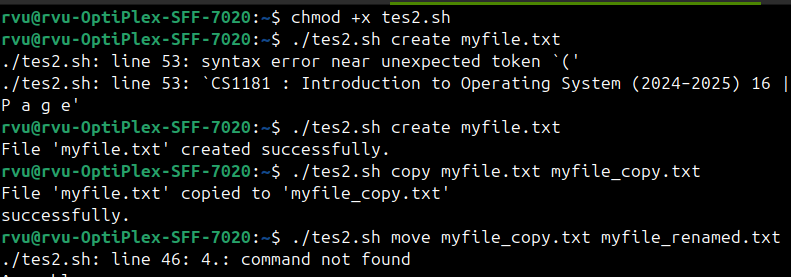 rvu@rvu-OptiPlex-SFF-7020:~$ chmod +x tes2.sh
rvu@rvu-OptiPlex-SFF-7020:~$ ./tes2.sh create myfile.txt
./tes2.sh: line 53: syntax error near unexpected token `('
./tes2.sh: line 53: `CS1181 : Introduction to Operating System (2024–2025) 16 |
P a g e'
rvu@rvu-OptiPlex-SFF-7020:~$ ./tes2.sh create myfile.txt
File 'myfile.txt' created successfully.
rvu@rvu-OptiPlex-SFF-7020:~$ ./tes2.sh copy myfile.txt myfile_copy.txt
File 'myfile.txt' copied to 'myfile_copy.txt'
successfully.
rvu@rvu-OptiPlex-SFF-7020:~$ ./tes2.sh move myfile_copy.txt myfile_renamed.txt
./tes2.sh: line 46: 4.: command not found